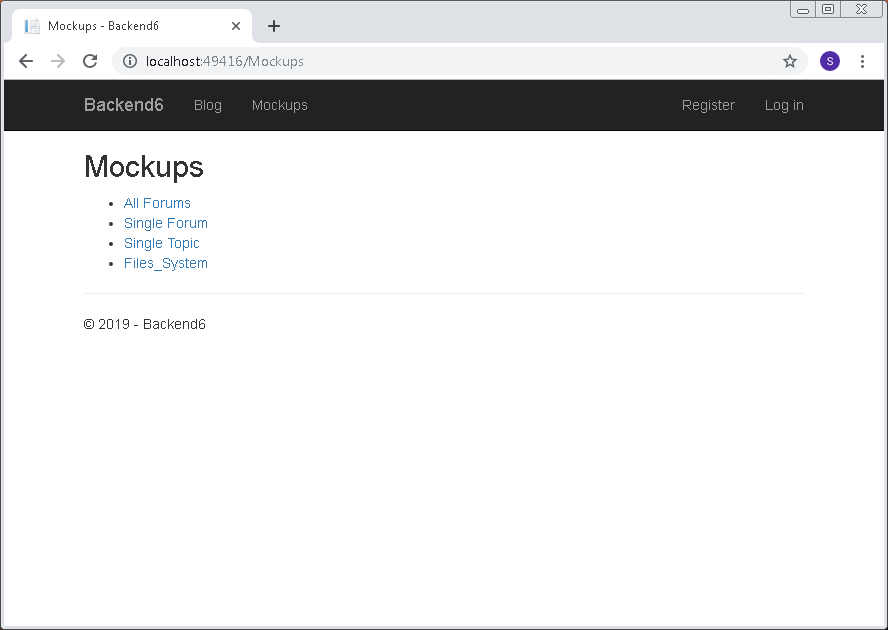 Mockups - Backend6
localhost:49416/Mockups
S
Backend6 Blog Mockups Register Log in
Mockups
All Forums
Single Forum
Single Topic
Files_System
© 2019 - Backend6